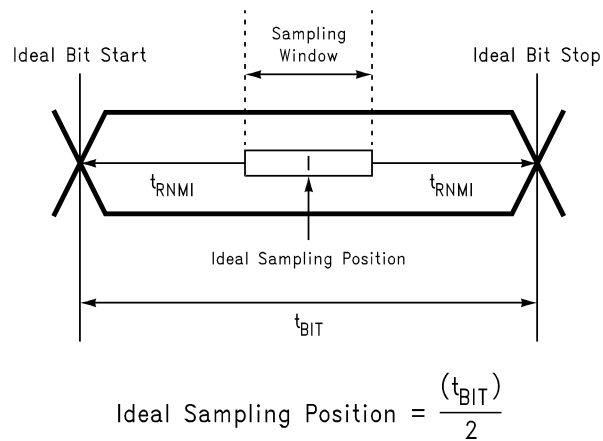 Sampling
Window
Ideal Bit Start
Ideal Bit Stop
I
tRNMI
tRNMI
Ideal Sampling Position
tBIT
Ideal Sampling Position = (tBIT)
2